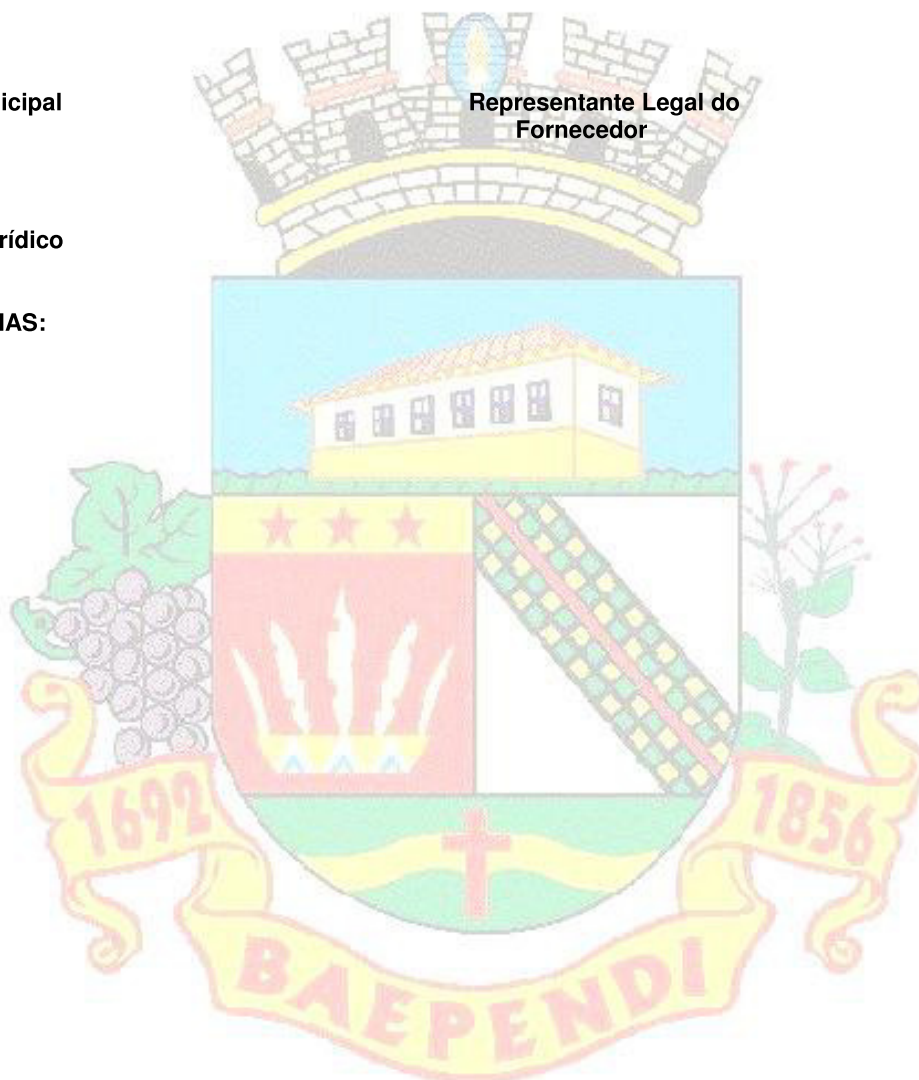 icipal
Representante Legal do
Fornecedor
rídico
IAS:
1692
1856
BAEPENDI